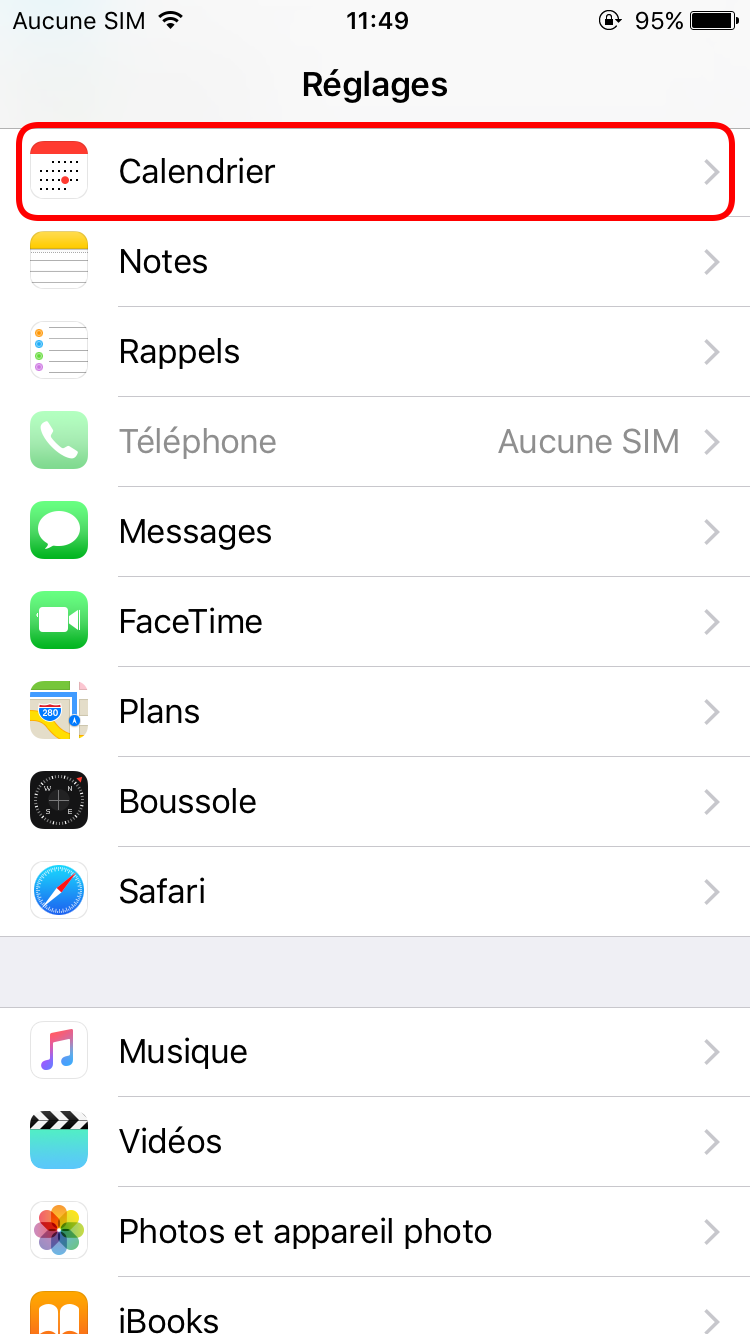 Aucune SIM 11:49 95%
Réglages
Calendrier
Notes
Rappels
Téléphone Aucune SIM
Messages
FaceTime
280
Plans
W N
S E
Boussole
Safari
Musique
Vidéos
Photos et appareil photo
iBooks